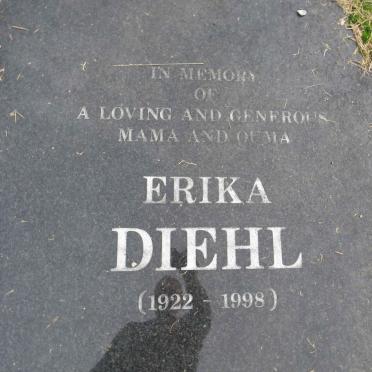 IN MEMORY
OF
A LOVING AND GENEROUS
MAMA AND OUMA
ERIKA
DIEHL
(1922 - 1998)